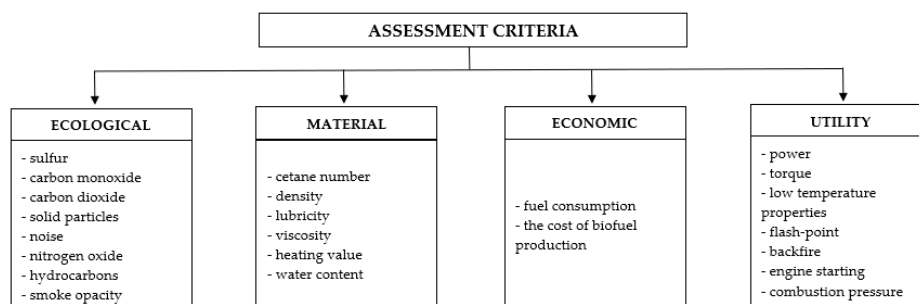 ASSESSMENT CRITERIA
ECOLOGICAL
- sulfur
- carbon monoxide
- carbon dioxide
- solid particles
- noise
- nitrogen oxide
- hydrocarbons
- smoke opacity
MATERIAL
- cetane number
- density
- lubricity
- viscosity
- heating value
- water content
ECONOMIC
- fuel consumption
- the cost of biofuel
production
UTILITY
- power
- torque
- low temperature
properties
- flash-point
- backfire
- engine starting
- combustion pressure